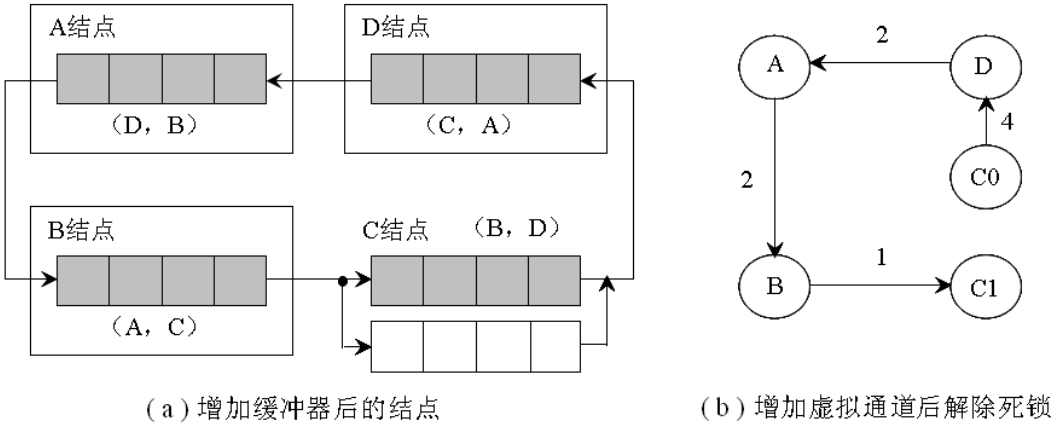 A结点
(D，B)
D结点
(C，A)
B结点
(A，C)
C结点 (B，D)
(a)增加缓冲器后的结点
A
2
D
4
C0
2
B
1
C1
(b)增加虚拟通道后解除死锁